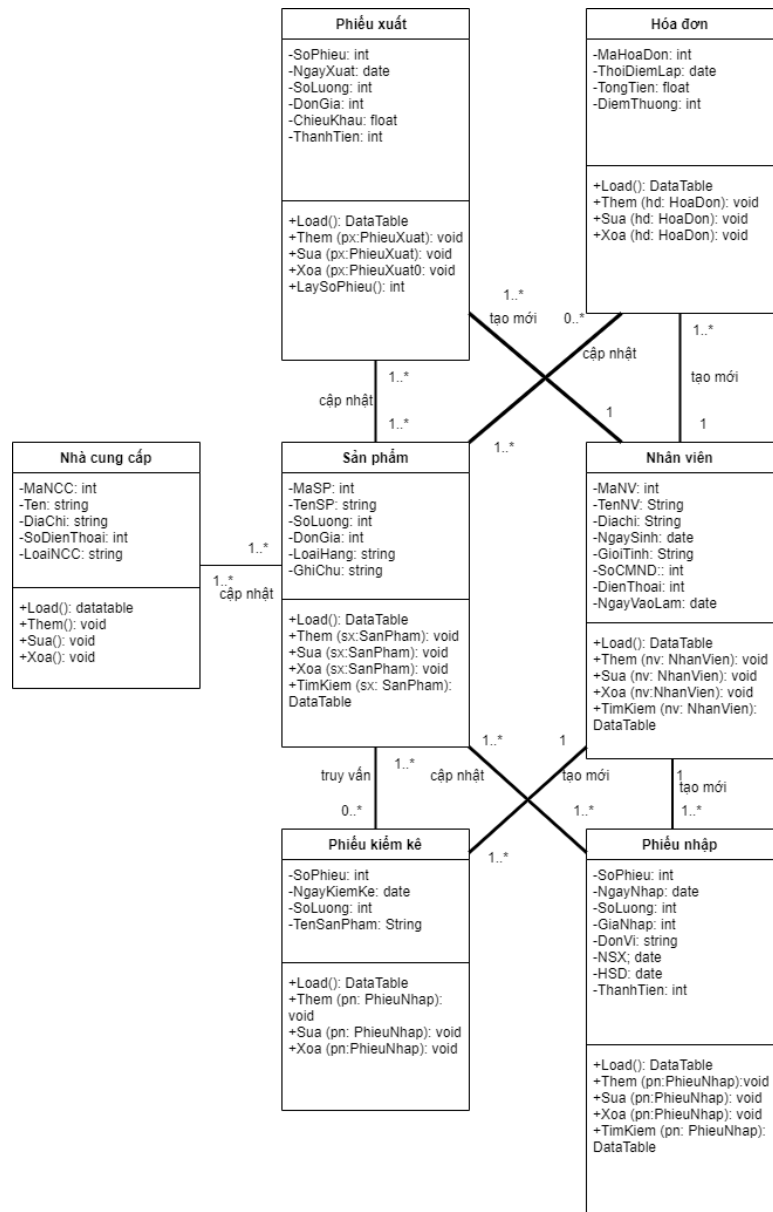 Phiếu xuất
-SoPhieu: int
-NgayXuat: date
-SoLuong: int
-DonGia: int
-ChieuKhau: float
-ThanhTien: int
+Load(): DataTable
+Them (px:PhieuXuat): void
+Sua (px:PhieuXuat): void
+Xoa (px:PhieuXuat0: void
+LaySoPhieu(): int
Hóa đơn
-MaHoaDon: int
-ThoiDiemLap: date
-TongTien: float
-DiemThuong: int
+Load(): DataTable
+Them (hd: HoaDon): void
+Sua (hd: HoaDon): void
+Xoa (hd: HoaDon): void
1..*
tạo mới
0..*
cập nhật
1..*
tạo mới
1..*
cập nhật
1..*
1
1..*
1
Nhà cung cấp
-MaNCC: int
-Ten: string
-DiaChi: string
-SoDienThoai: int
-LoaiNCC: string
+Load(): datatable
+Them(): void
+Sua(): void
+Xoa(): void
1..*
1..*
cập nhật
Sản phẩm
-MaSP: int
-TenSP: string
-SoLuong: int
-DonGia: int
-LoaiHang: string
-GhiChu: string
+Load(): DataTable
+Them (sx:SanPham): void
+Sua (sx:SanPham): void
+Xoa (sx:SanPham): void
+TimKiem (sx: SanPham):
DataTable
Nhân viên
-MaNV: int
-TenNV: String
-Diachi: String
-NgaySinh: date
-GioiTinh: String
-SoCMND:: int
-DienThoai: int
-NgayVaoLam: date
+Load(): DataTable
+Them (nv: NhanVien): void
+Sua (nv: NhanVien): void
+Xoa (nv:NhanVien): void
+TimKiem (nv: NhanVien):
DataTable
truy vấn
1..*
0..*
1..*
cập nhật
1..*
1
tạo mới
1..*
1
tạo mới
1..*
Phiếu kiểm kê
-SoPhieu: int
-NgayKiemKe: date
-SoLuong: int
-TenSanPham: String
+Load(): DataTable
+Them (pn: PhieuNhap):
void
+Sua (pn: PhieuNhap): void
+Xoa (pn:PhieuNhap): void
Phiếu nhập
-SoPhieu: int
-NgayNhap: date
-SoLuong: int
-GiaNhap: int
-DonVi: string
-NSX; date
-HSD: date
-ThanhTien: int
+Load(): DataTable
+Them (pn:PhieuNhap):void
+Sua (pn:PhieuNhap): void
+Xoa (pn:PhieuNhap): void
+TimKiem (pn: PhieuNhap):
DataTable